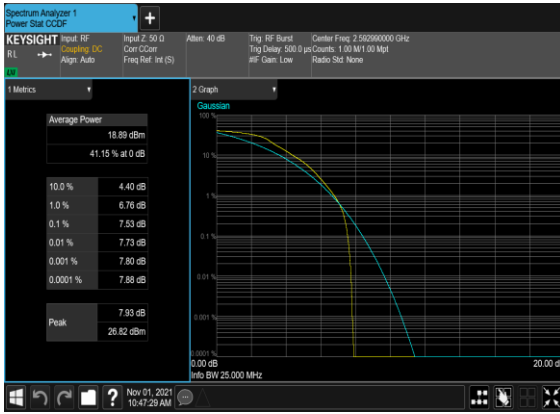 Spectrum Analyzer 1
Power Stat CCDF
KEYSIGHT
RL
Input: RF
Coupling: DC
Align: Auto
Input Z: 50 Ω
Corr CCorr
Freq Ref: Int (S)
Atten: 40 dB
Trig: RF Burst
Trig Delay: 500.0 µs
#IF Gain: Low
Center Freq: 2.592990000 GHz
Counts: 1.00 M/1.00 Mpt
Radio Std: None
1 Metrics
Average Power
18.89 dBm
41.15 % at 0 dB
10.0 % 4.40 dB
1.0 % 6.76 dB
0.1 % 7.53 dB
0.01 % 7.73 dB
0.001 % 7.80 dB
0.0001 % 7.88 dB
Peak
7.93 dB
26.82 dBm
2 Graph
Gaussian
100 %
10 %
1 %
0.1 %
0.01 %
0.001 %
0.0001 %
0.00 dB
20.00 d
Info BW 25.000 MHz
?
Nov 01, 2021
10:47:29 AM